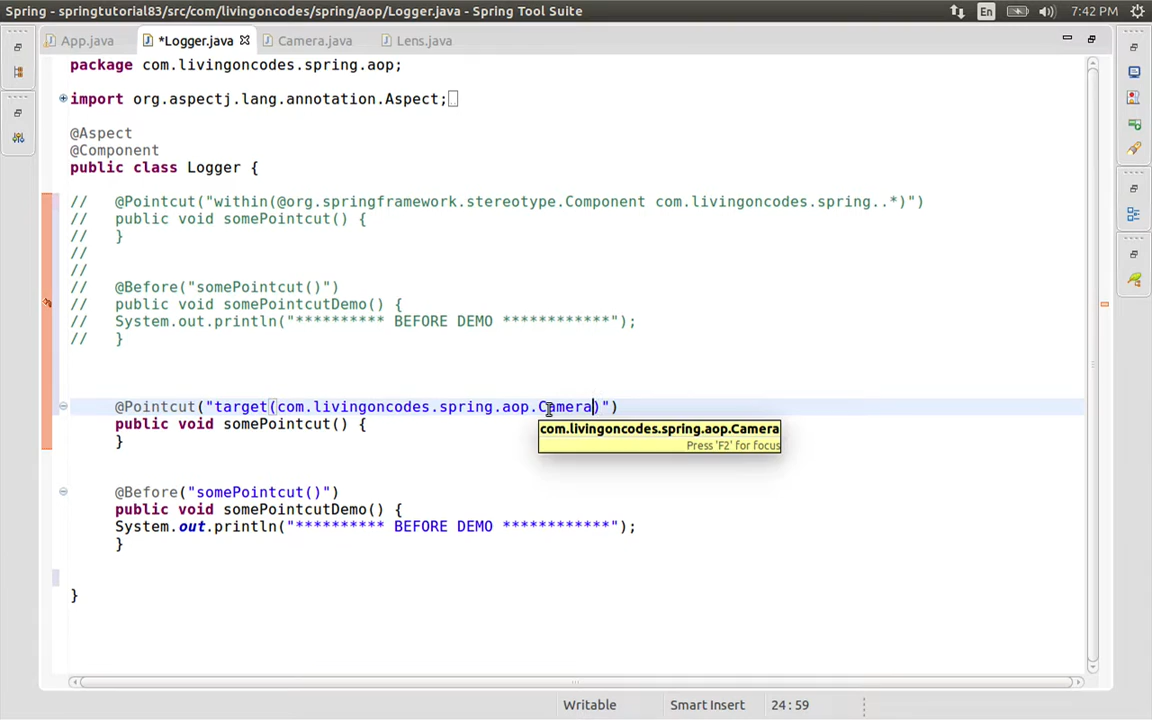 Spring - springtutorial83/src/com/livingoncodes/spring/aop/Logger.java - Spring Tool Suite
En
7:42 PM
App.java
*Logger.java
Camera.java
Lens.java
package com.livingoncodes.spring.aop;
import org.aspectj.lang.annotation.Aspect;
@Aspect
@Component
public class Logger {
// @Pointcut("within(@org.springframework.stereotype.Component com.livingoncodes.spring..*)")
// public void somePointcut() {
// }
//
//
// @Before("somePointcut()")
// public void somePointcutDemo() {
// System.out.println("********** BEFORE DEMO ************");
// }
@Pointcut("target(com.livingoncodes.spring.aop.Camera)")
public void somePointcut() {
}
com.livingoncodes.spring.aop.Camera
Press 'F2' for focus
@Before("somePointcut()")
public void somePointcutDemo() {
System.out.println("********** BEFORE DEMO ************");
}
}
Writable
Smart Insert
24 : 59